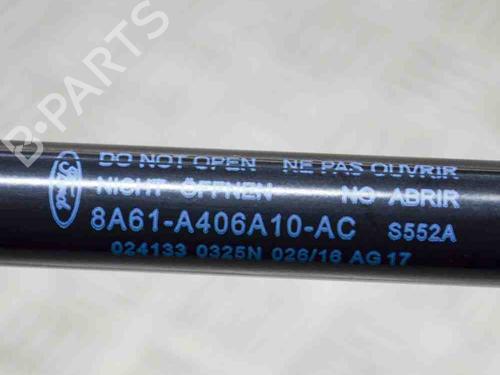 B-PARTS
Ford
DO NOT OPEN NE PAS OUVRIR
NICHT ÖFFNEN NO ABRIR
8A61-A406A10-AC S552A
024133 0325N 026/16 AG 17